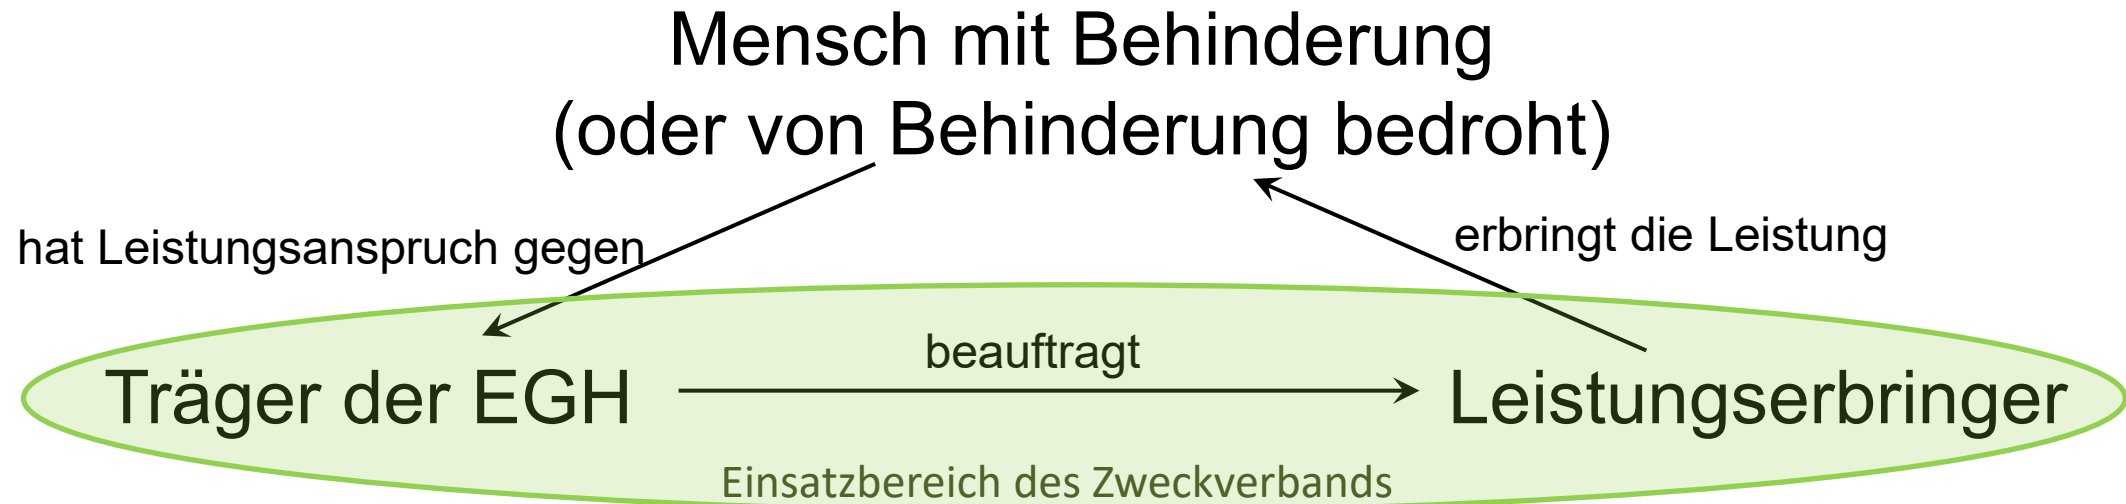 Mensch mit Behinderung
(oder von Behinderung bedroht)
hat Leistungsanspruch gegen
erbringt die Leistung
beauftragt
Träger der EGH
Leistungserbringer
Einsatzbereich des Zweckverbands